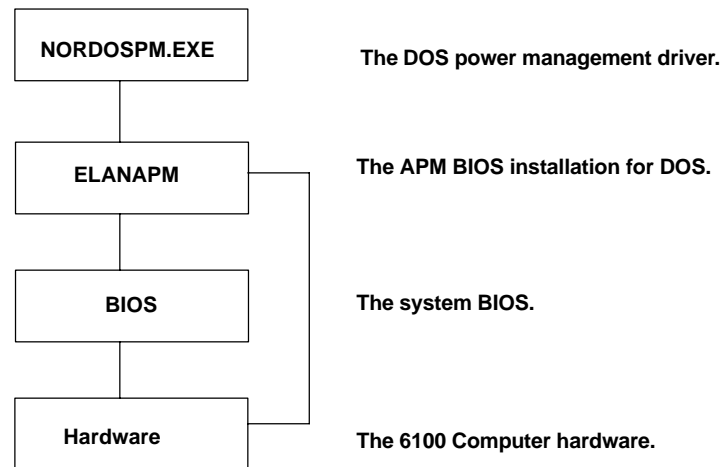 NORDOSPM.EXE
The DOS power management driver.
ELANAPM
The APM BIOS installation for DOS.
BIOS
The system BIOS.
Hardware
The 6100 Computer hardware.